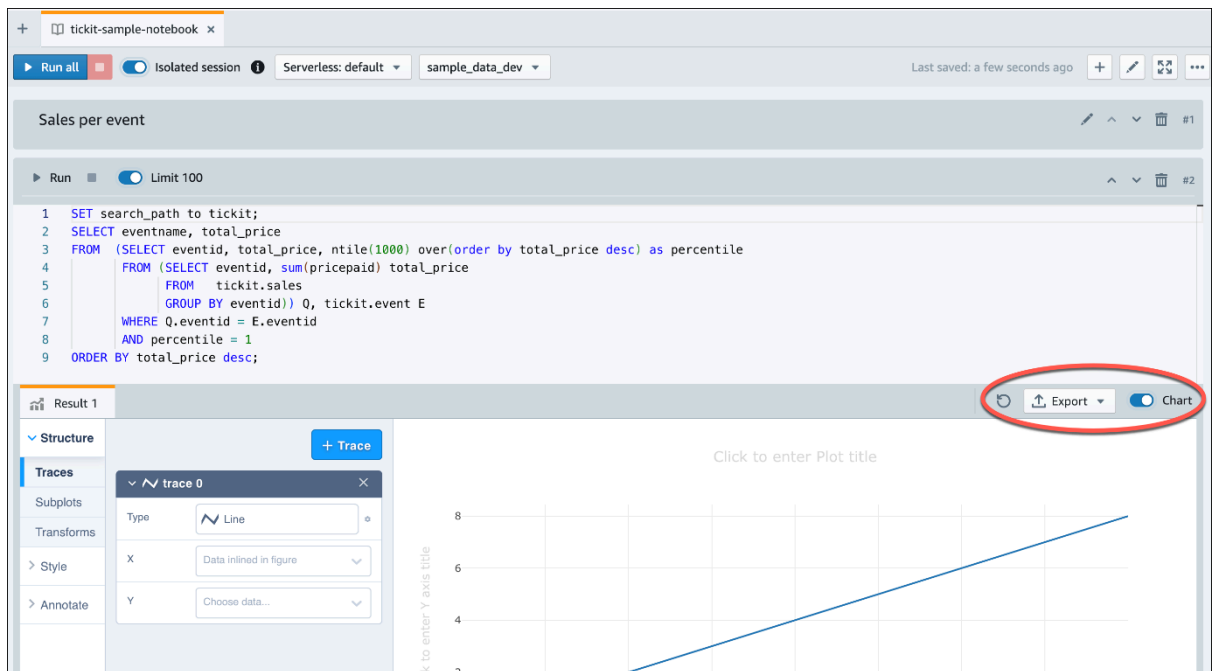 + tickit-sample-notebook ×
Run all Isolated session i Serverless: default sample_data_dev Last saved: a few seconds ago + ...
Sales per event #1
Run Limit 100 #2
1 SET search_path to tickit;
2 SELECT eventname, total_price
3 FROM (SELECT eventid, total_price, ntile(1000) over(order by total_price desc) as percentile
4 FROM (SELECT eventid, sum(pricepaid) total_price
5 FROM tickit.sales
6 GROUP BY eventid)) Q, tickit.event E
7 WHERE Q.eventid = E.eventid
8 AND percentile = 1
9 ORDER BY total_price desc;
Result 1 Export Chart
Structure
Traces
Subplots
Transforms
Style
Annotate
+ Trace
trace 0 ×
Type Line
X Data inlined in figure
Y Choose data...
Click to enter Plot title
to enter Y axis title
8
6
4
2